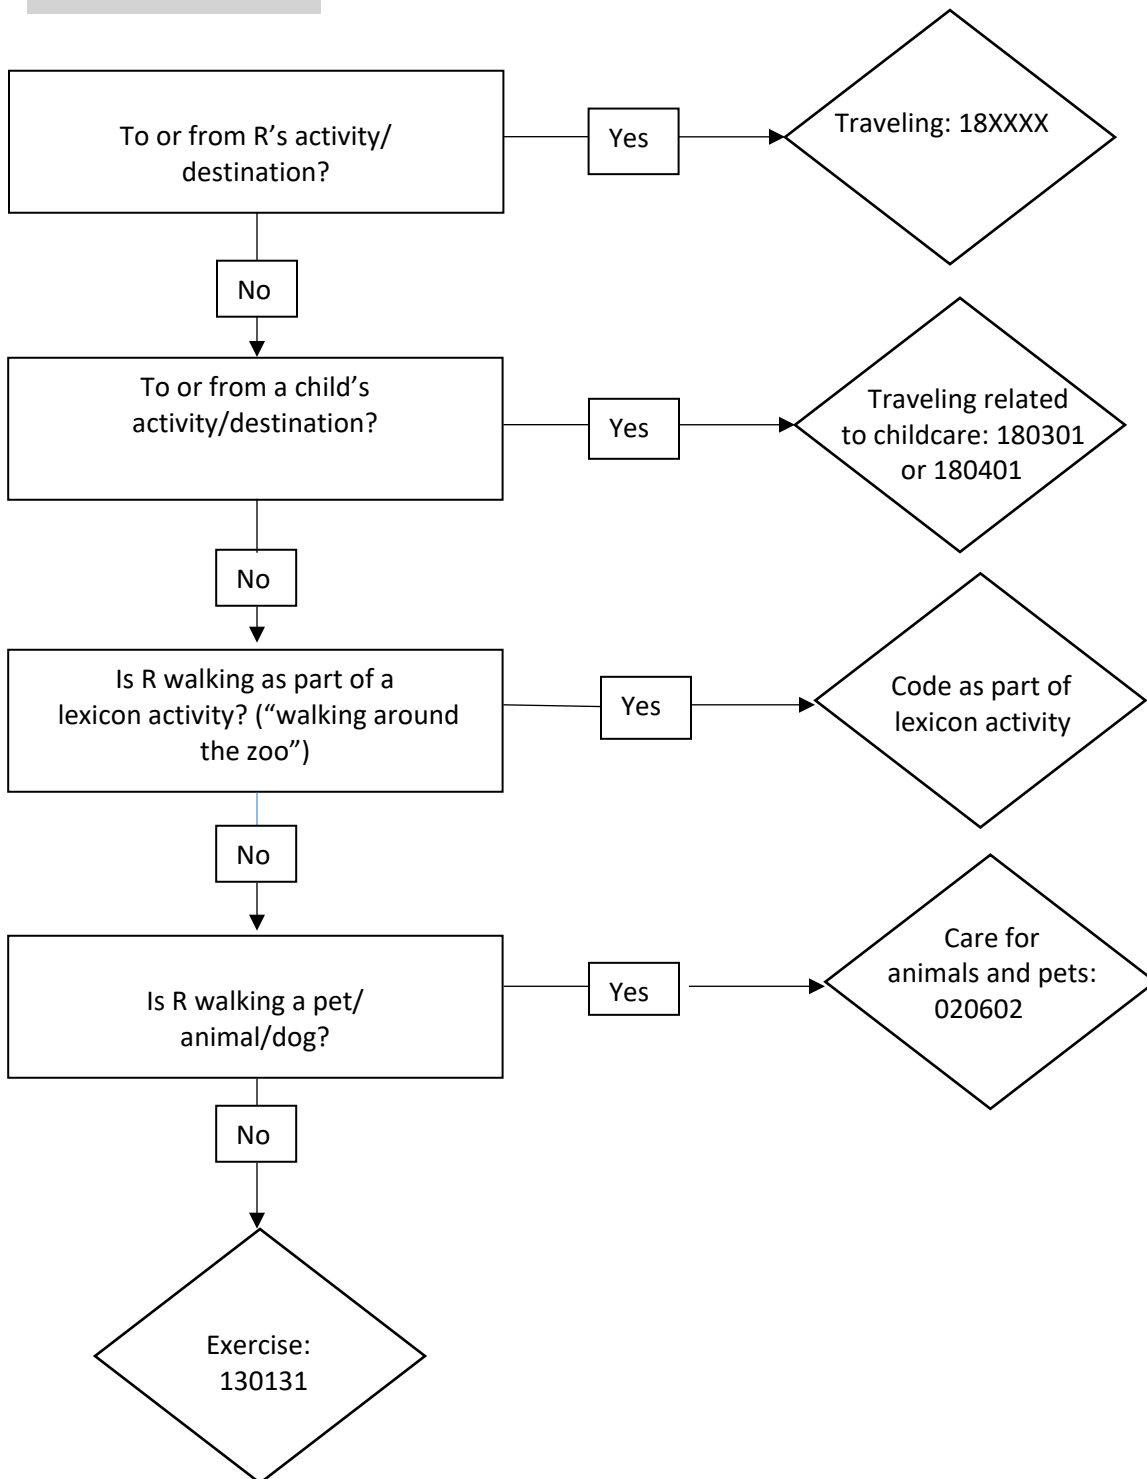 To or from R’s activity/
destination?
Yes
Traveling: 18XXXX
No
To or from a child’s
activity/destination?
Yes
Traveling related
to childcare: 180301
or 180401
No
Is R walking as part of a
lexicon activity? (“walking around
the zoo”)
Yes
Code as part of
lexicon activity
No
Is R walking a pet/
animal/dog?
Yes
Care for
animals and pets:
020602
No
Exercise:
130131